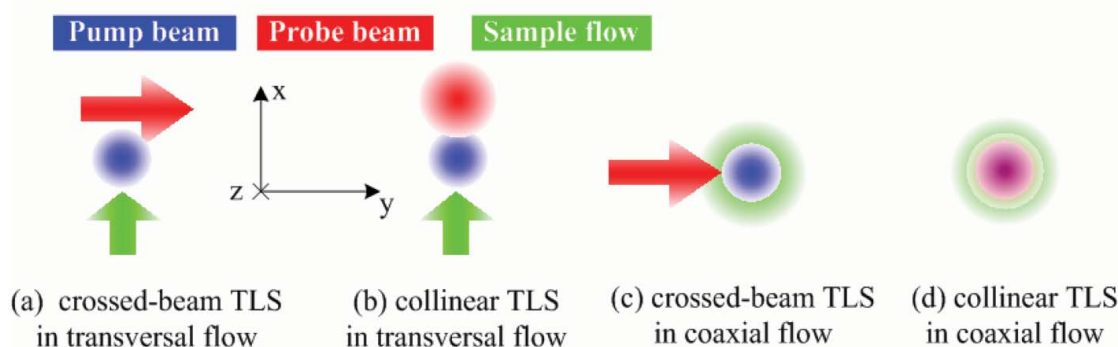 Pump beam
Probe beam
Sample flow
x
z
y
(a) crossed-beam TLS
in transversal flow
(b) collinear TLS
in transversal flow
(c) crossed-beam TLS
in coaxial flow
(d) collinear TLS
in coaxial flow